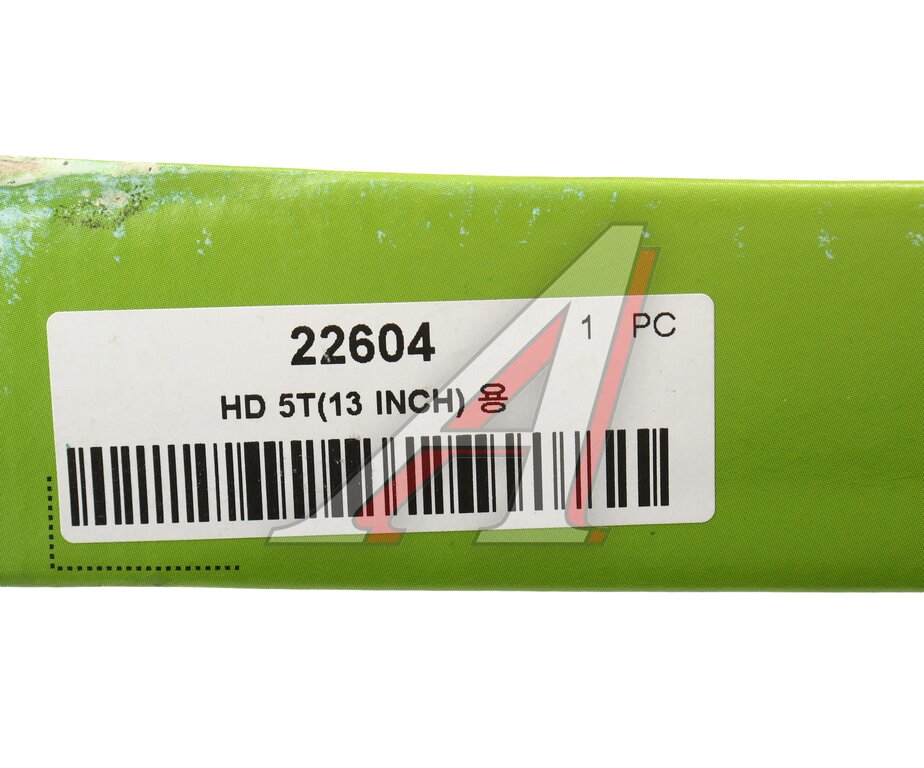 22604 1 PC
HD 5T(13 INCH) 용